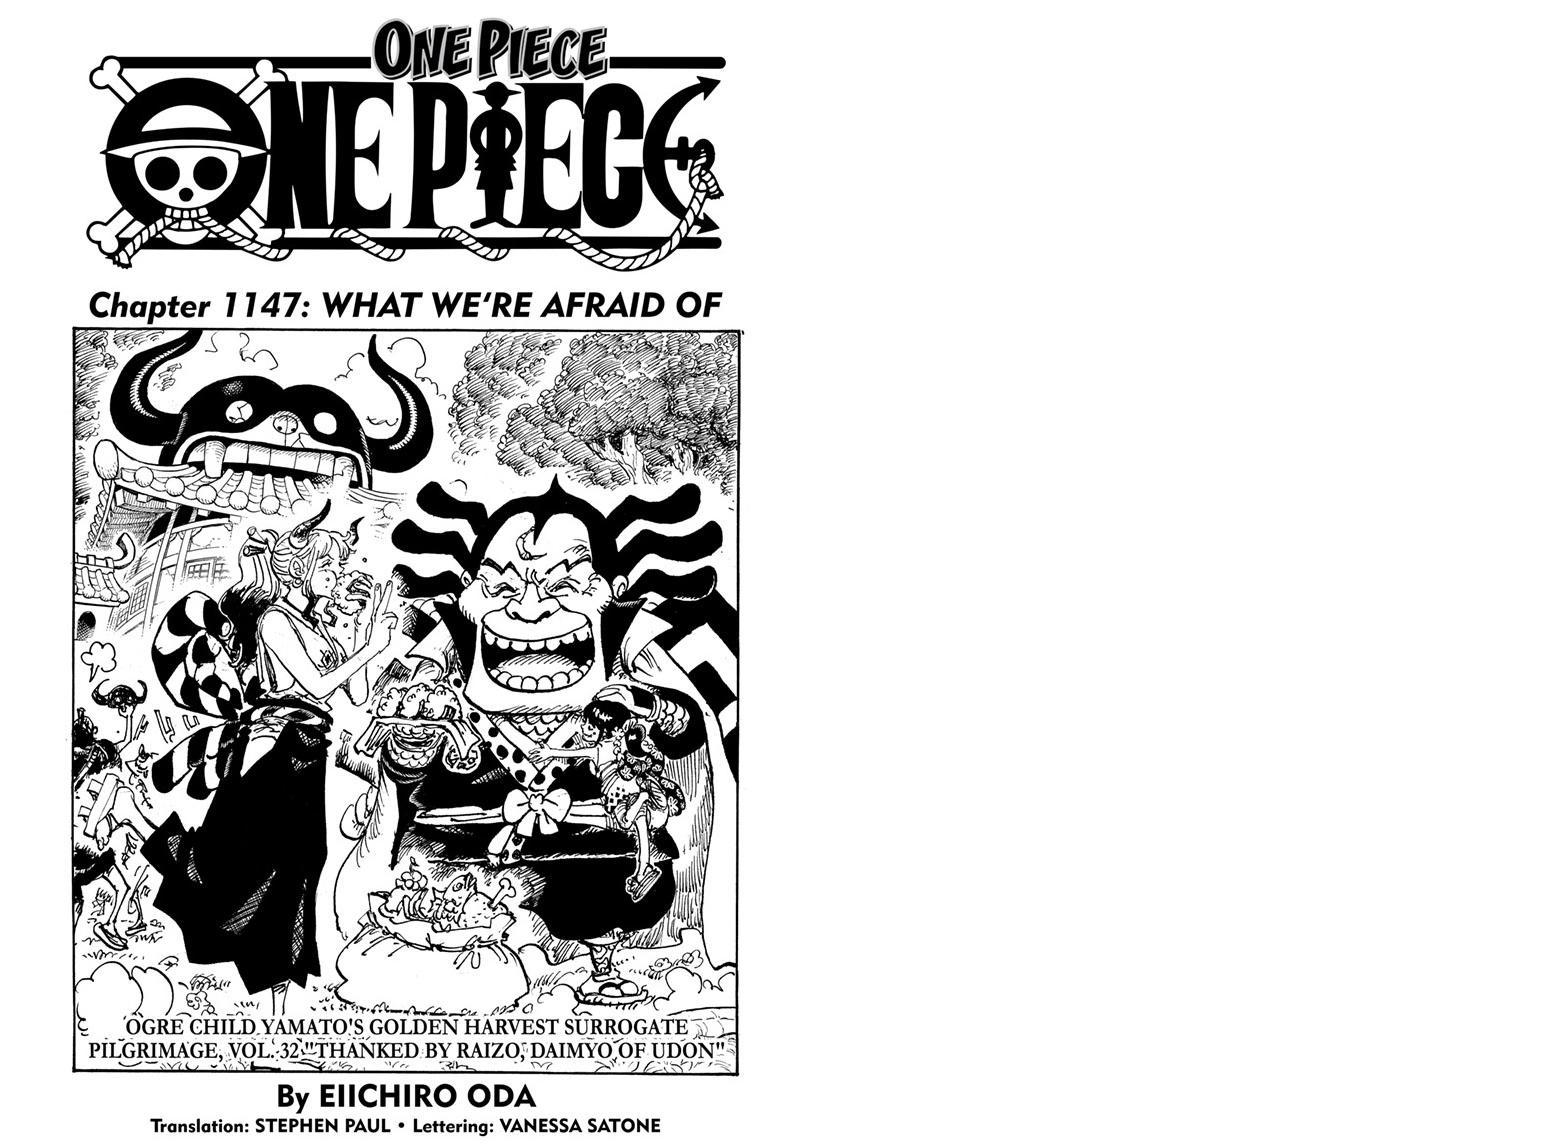 ONE PIECE
ONE PIECE
Chapter 1147: WHAT WE'RE AFRAID OF
OGRE CHILD YAMATO'S GOLDEN HARVEST SURROGATE
PILGRIMAGE, VOL. 32 "THANKED BY RAIZO, DAIMYO OF UDON"
By EIICHIRO ODA
Translation: STEPHEN PAUL • Lettering: VANESSA SATONE